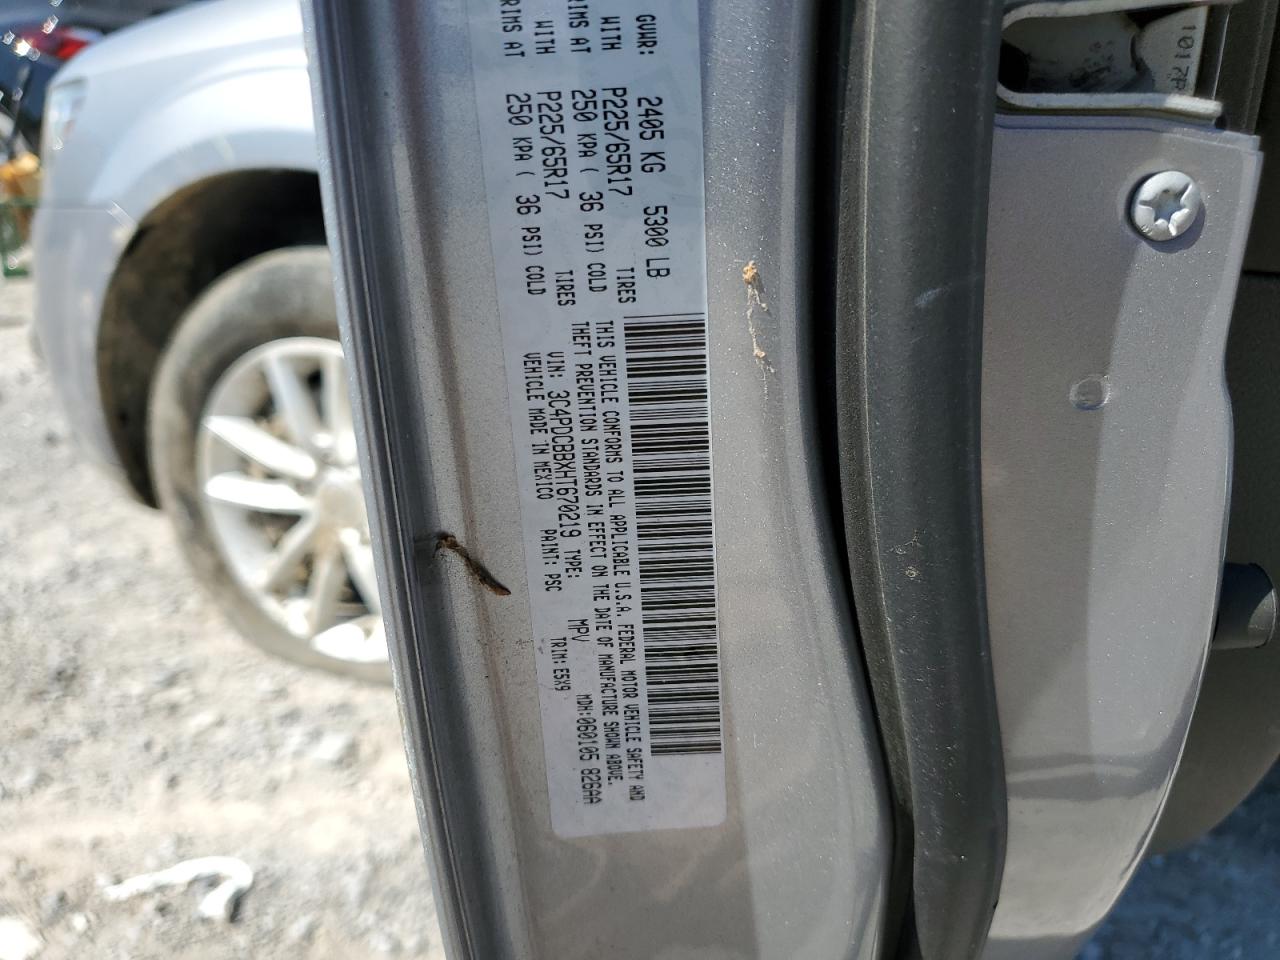 GVWR: 2405 KG 5300 LB
WITH P225/65R17 TIRES
RIMS AT 250 KPA ( 36 PSI) COLD
WITH P225/65R17 TIRES
RIMS AT 250 KPA ( 36 PSI) COLD
THIS VEHICLE CONFORMS TO ALL APPLICABLE U.S.A. FEDERAL MOTOR VEHICLE SAFETY AND
THEFT PREVENTION STANDARDS IN EFFECT ON THE DATE OF MANUFACTURE SHOWN ABOVE.
VIN: 3C4PDCBBXHT670219 TYPE: MPV MDH:060105 826AA
VEHICLE MADE IN MEXICO PAINT: PSC TRIM: E5X9